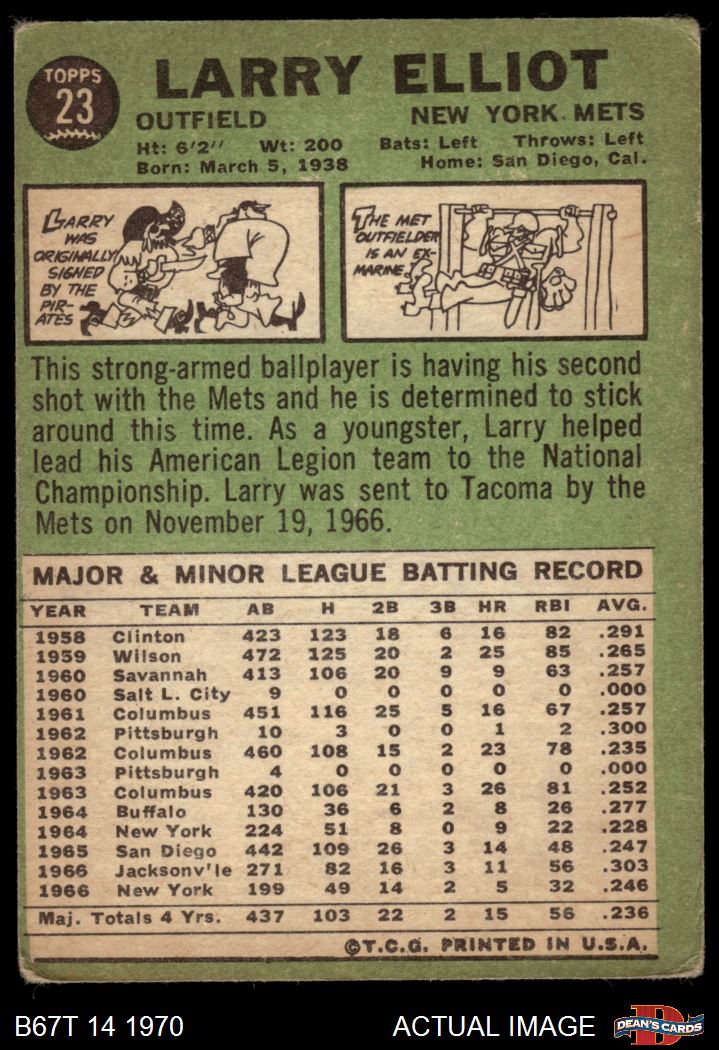 TOPPS
23
LARRY ELLIOT
OUTFIELD NEW YORK METS
Ht: 6'2" Wt: 200 Bats: Left Throws: Left
Born: March 5, 1938 Home: San Diego, Cal.
LARRY
WAS
ORIGINALLY
SIGNED
BY THE
PIR-
ATES
THE MET
OUTFIELDER
IS AN EX-
MARINE.
This strong-armed ballplayer is having his second
shot with the Mets and he is determined to stick
around this time. As a youngster, Larry helped
lead his American Legion team to the National
Championship. Larry was sent to Tacoma by the
Mets on November 19, 1966.
MAJOR & MINOR LEAGUE BATTING RECORD
YEAR TEAM AB H 2B 3B HR RBI AVG.
1958 Clinton 423 123 18 6 16 82 .291
1959 Wilson 472 125 20 2 25 85 .265
1960 Savannah 413 106 20 9 9 63 .257
1960 Salt L. City 9 0 0 0 0 0 .000
1961 Columbus 451 116 25 5 16 67 .257
1962 Pittsburgh 10 3 0 0 1 2 .300
1962 Columbus 460 108 15 2 23 78 .235
1963 Pittsburgh 4 0 0 0 0 0 .000
1963 Columbus 420 106 21 3 26 81 .252
1964 Buffalo 130 36 6 2 8 26 .277
1964 New York 224 51 8 0 9 22 .228
1965 San Diego 442 109 26 3 14 48 .247
1966 Jacksonv'le 271 82 16 3 11 56 .303
1966 New York 199 49 14 2 5 32 .246
Maj. Totals 4 Yrs. 437 103 22 2 15 56 .236
©T.C.G. PRINTED IN U.S.A.
B67T 14 1970 ACTUAL IMAGE
D
DEAN'S CARDS